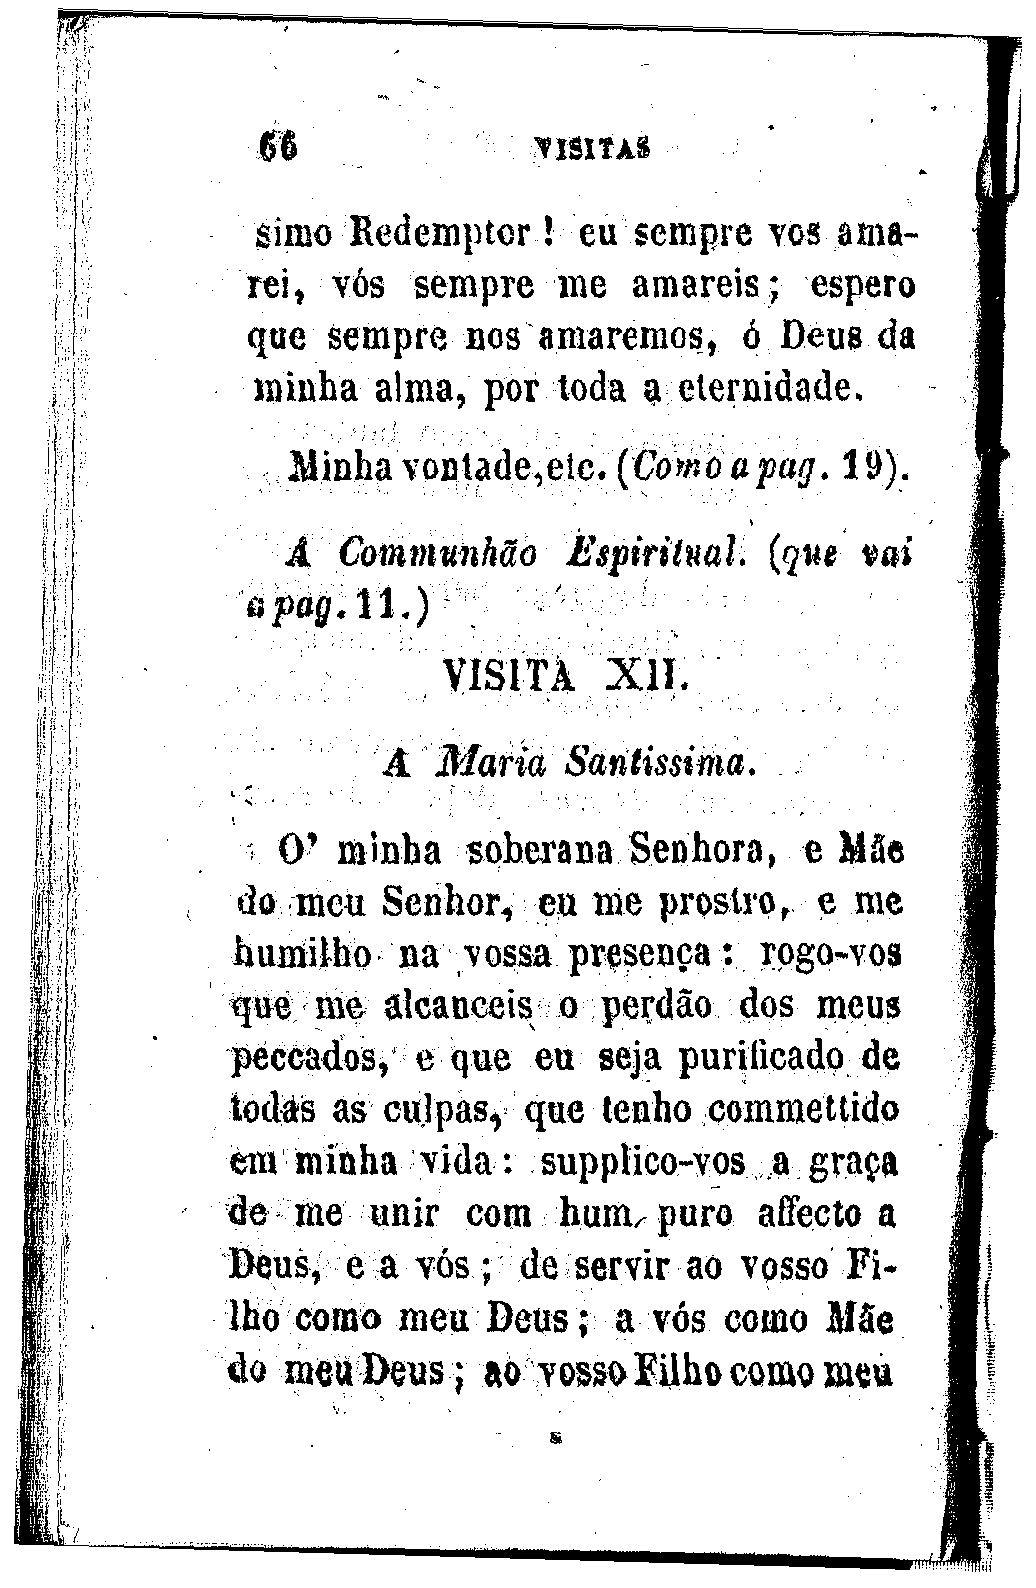 66 VISITAS
simo Redemptor ! eu sempre vos ama-
rei, vós sempre me amareis; espero
que sempre nos amaremos, ó Deus da
minha alma, por toda a eternidade.
Minha vontade, etc. (Como a pag. 19).
A Communhão Espiritual. (que vai
a pag. 11.)
VISITA XII.
A Maria Santissima.
O' minha soberana Senhora, e Mãe
do meu Senhor, eu me prostro, e me
humilho na vossa presença : rogo-vos
que me alcanceis o perdão dos meus
peccados, e que eu seja purificado de
todas as culpas, que tenho commettido
em minha vida : supplico-vos a graça
de me unir com hum puro affecto a
Deus, e a vós ; de servir ao vosso Fi-
lho como meu Deus ; a vós como Mãe
do meu Deus ; ao vosso Filho como meu